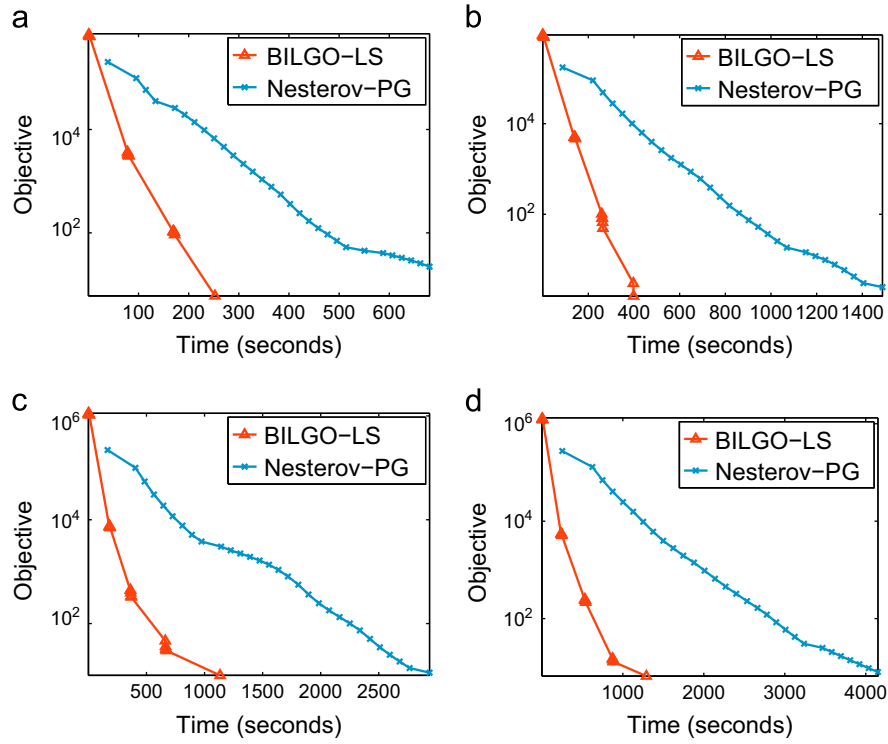 a
BILGO−LS
Nesterov−PG
10^4
10^2
Objective
100 200 300 400 500 600
Time (seconds)
b
BILGO−LS
Nesterov−PG
10^4
10^2
Objective
200 400 600 800 1000 1200 1400
Time (seconds)
c
BILGO−LS
Nesterov−PG
10^6
10^4
10^2
Objective
500 1000 1500 2000 2500
Time (seconds)
d
BILGO−LS
Nesterov−PG
10^6
10^4
10^2
Objective
1000 2000 3000 4000
Time (seconds)